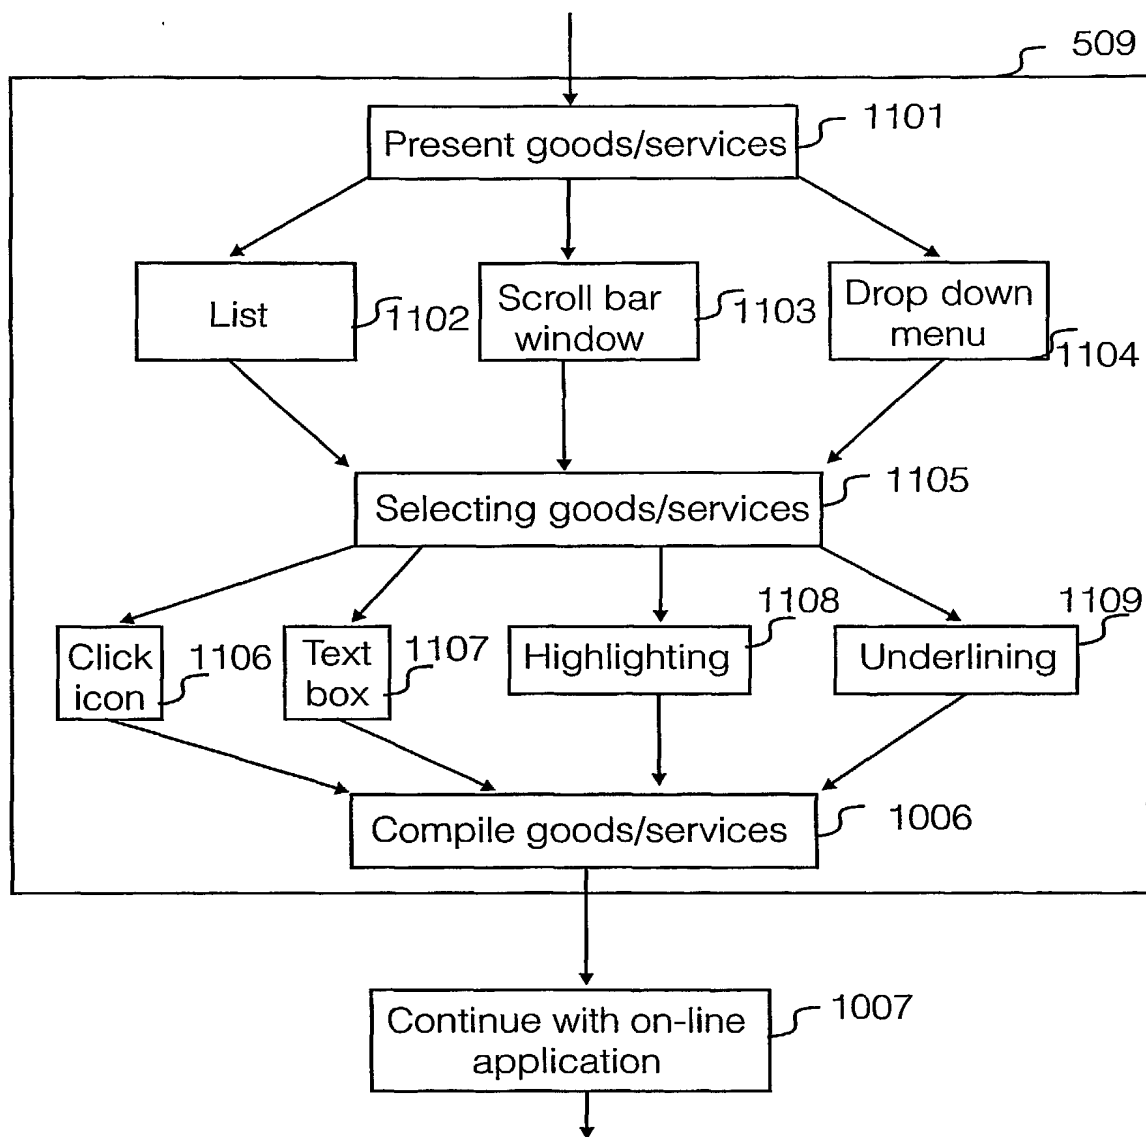 509
Present goods/services
1101
List
1102
Scroll bar
window
1103
Drop down
menu
1104
Selecting goods/services
1105
Click
icon
1106
Text
box
1107
Highlighting
1108
Underlining
1109
Compile goods/services
1006
Continue with on-line
application
1007